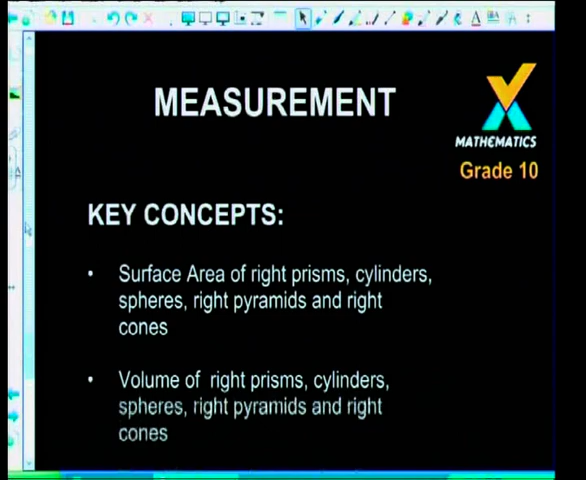 MEASUREMENT
MATHEMATICS
Grade 10
KEY CONCEPTS:
• Surface Area of right prisms, cylinders,
spheres, right pyramids and right
cones
• Volume of right prisms, cylinders,
spheres, right pyramids and right
cones